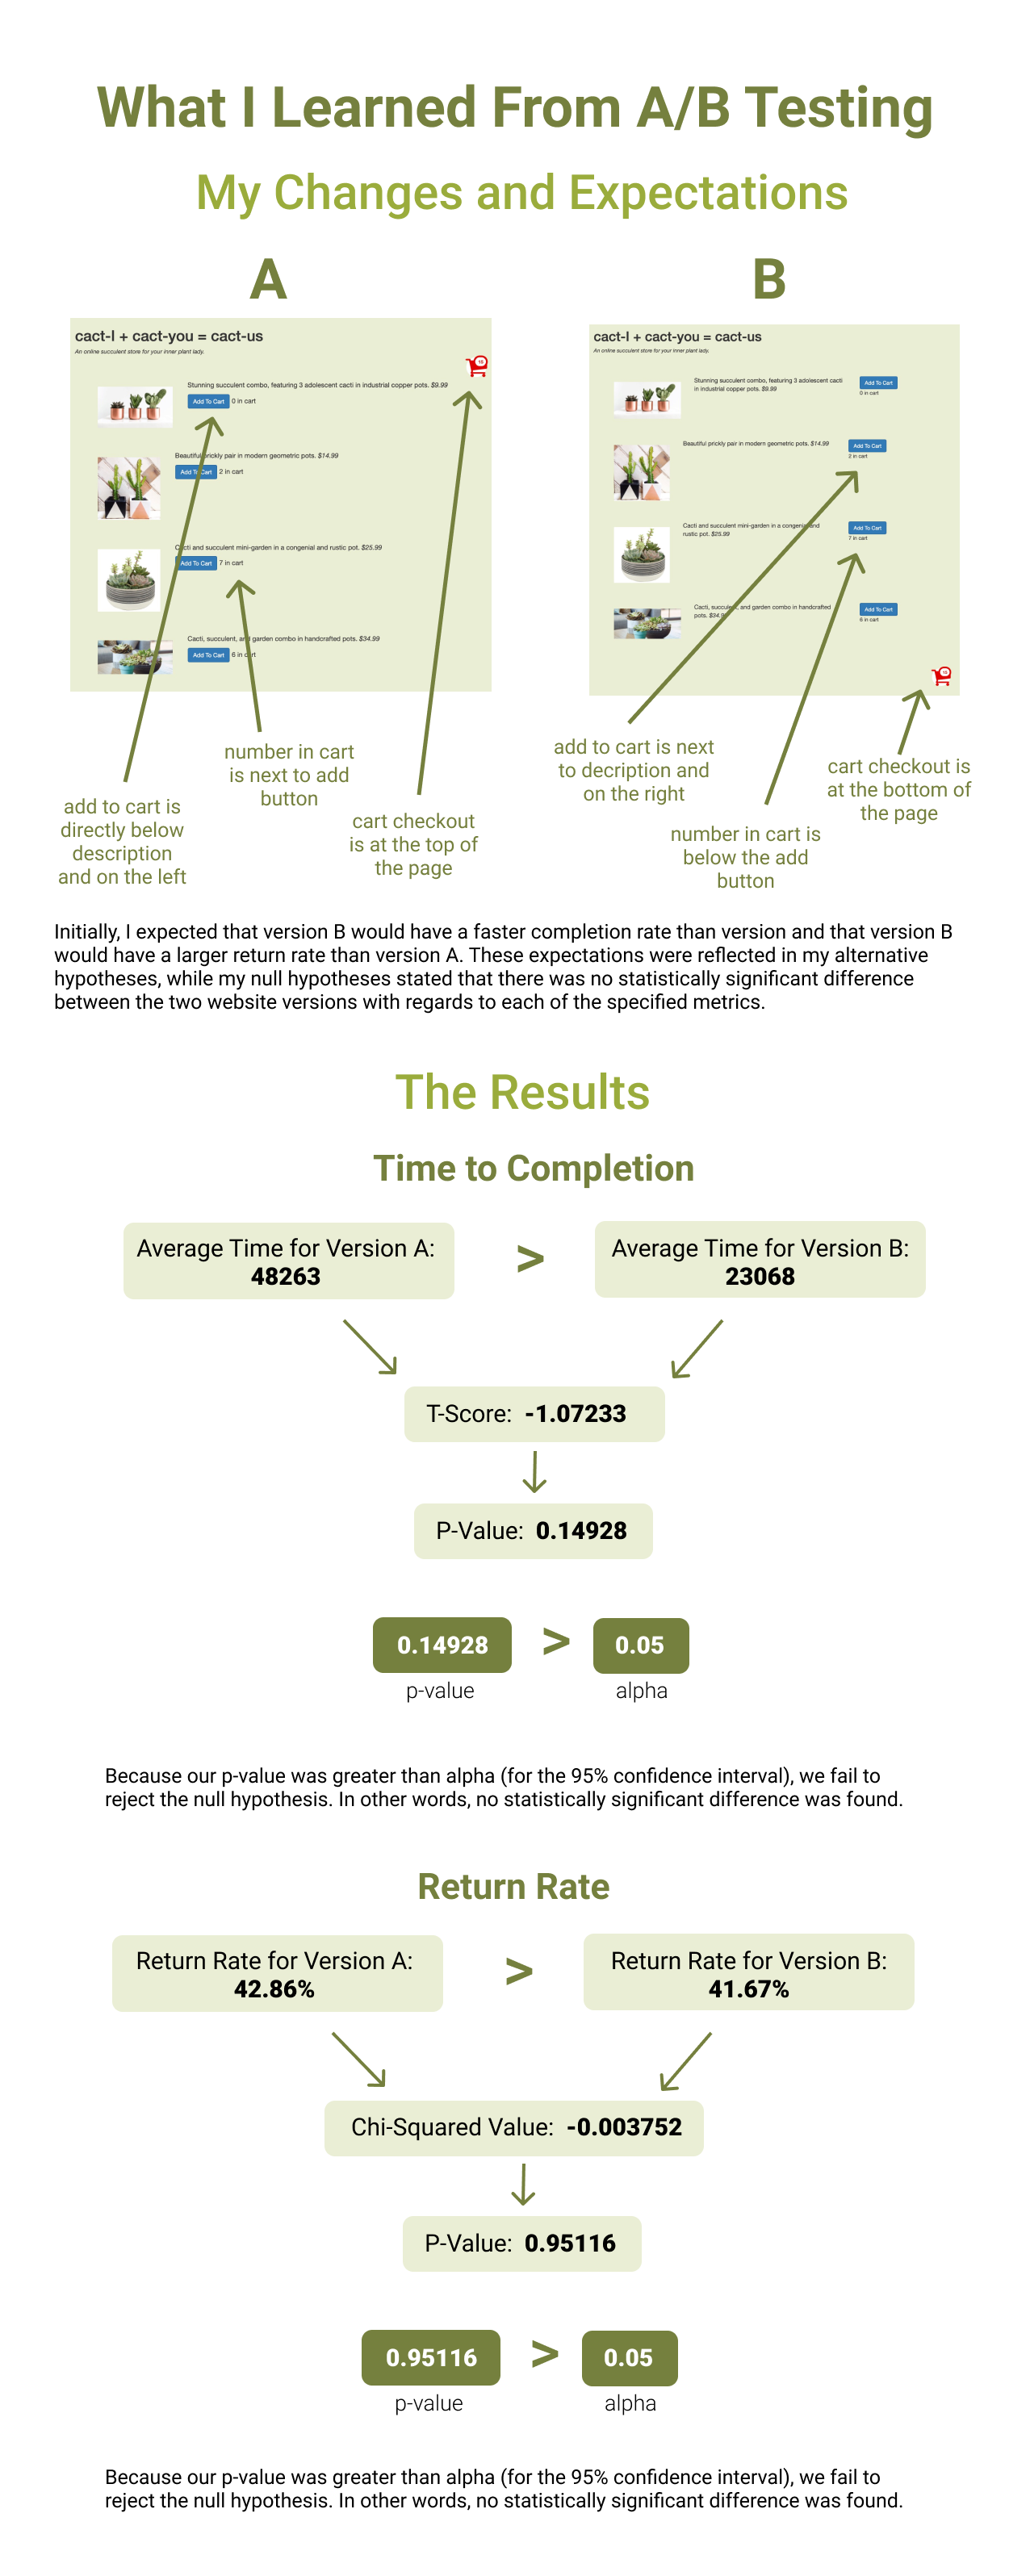 What I Learned From A/B Testing
My Changes and Expectations
A
cact-I + cact-you = cact-us
An online succulent store for your inner plant lady.
15
Stunning succulent combo, featuring 3 adolescent cacti in industrial copper pots. $9.99
Add To Cart 0 in cart
Beautiful prickly pair in modern geometric pots. $14.99
Add To Cart 2 in cart
Cacti and succulent mini-garden in a congenial and rustic pot. $25.99
Add To Cart 7 in cart
Cacti, succulent, and garden combo in handcrafted pots. $34.99
Add To Cart 6 in cart
add to cart is
directly below
description
and on the left
number in cart
is next to add
button
cart checkout
is at the top of
the page
B
cact-I + cact-you = cact-us
An online succulent store for your inner plant lady.
Stunning succulent combo, featuring 3 adolescent cacti
in industrial copper pots. $9.99
Add To Cart
0 in cart
Beautiful prickly pair in modern geometric pots. $14.99
Add To Cart
2 in cart
Cacti and succulent mini-garden in a congenial and
rustic pot. $25.99
Add To Cart
7 in cart
Cacti, succulent, and garden combo in handcrafted
pots. $34.99
Add To Cart
6 in cart
15
add to cart is next
to decription and
on the right
number in cart is
below the add
button
cart checkout is
at the bottom of
the page
Initially, I expected that version B would have a faster completion rate than version and that version B
would have a larger return rate than version A. These expectations were reflected in my alternative
hypotheses, while my null hypotheses stated that there was no statistically significant difference
between the two website versions with regards to each of the specified metrics.
The Results
Time to Completion
Average Time for Version A:
48263
>
Average Time for Version B:
23068
T-Score: -1.07233
P-Value: 0.14928
0.14928 > 0.05
p-value alpha
Because our p-value was greater than alpha (for the 95% confidence interval), we fail to
reject the null hypothesis. In other words, no statistically significant difference was found.
Return Rate
Return Rate for Version A:
42.86%
>
Return Rate for Version B:
41.67%
Chi-Squared Value: -0.003752
P-Value: 0.95116
0.95116 > 0.05
p-value alpha
Because our p-value was greater than alpha (for the 95% confidence interval), we fail to
reject the null hypothesis. In other words, no statistically significant difference was found.